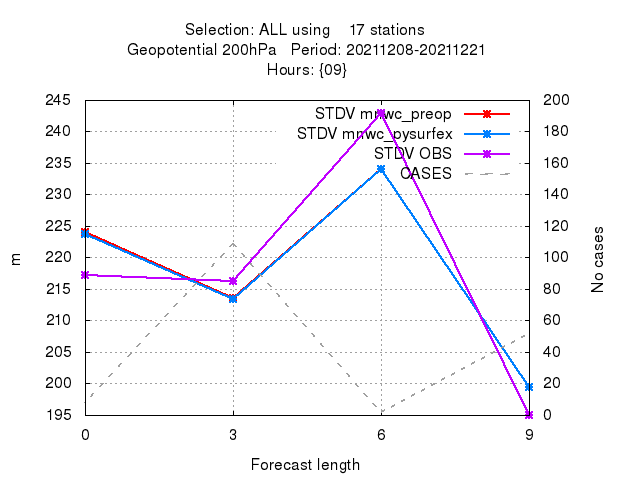 Selection: ALL using    17 stations
Geopotential 200hPa   Period: 20211208-20211221
Hours: {09}
245 200
240 180
235 160
230 140
225 120
220 100
215 80
210 60
205 40
200 20
195 0
STDV mnwc_preop
STDV mnwc_pysurfex
STDV OBS
CASES
m
No cases
0 3 6 9
Forecast length